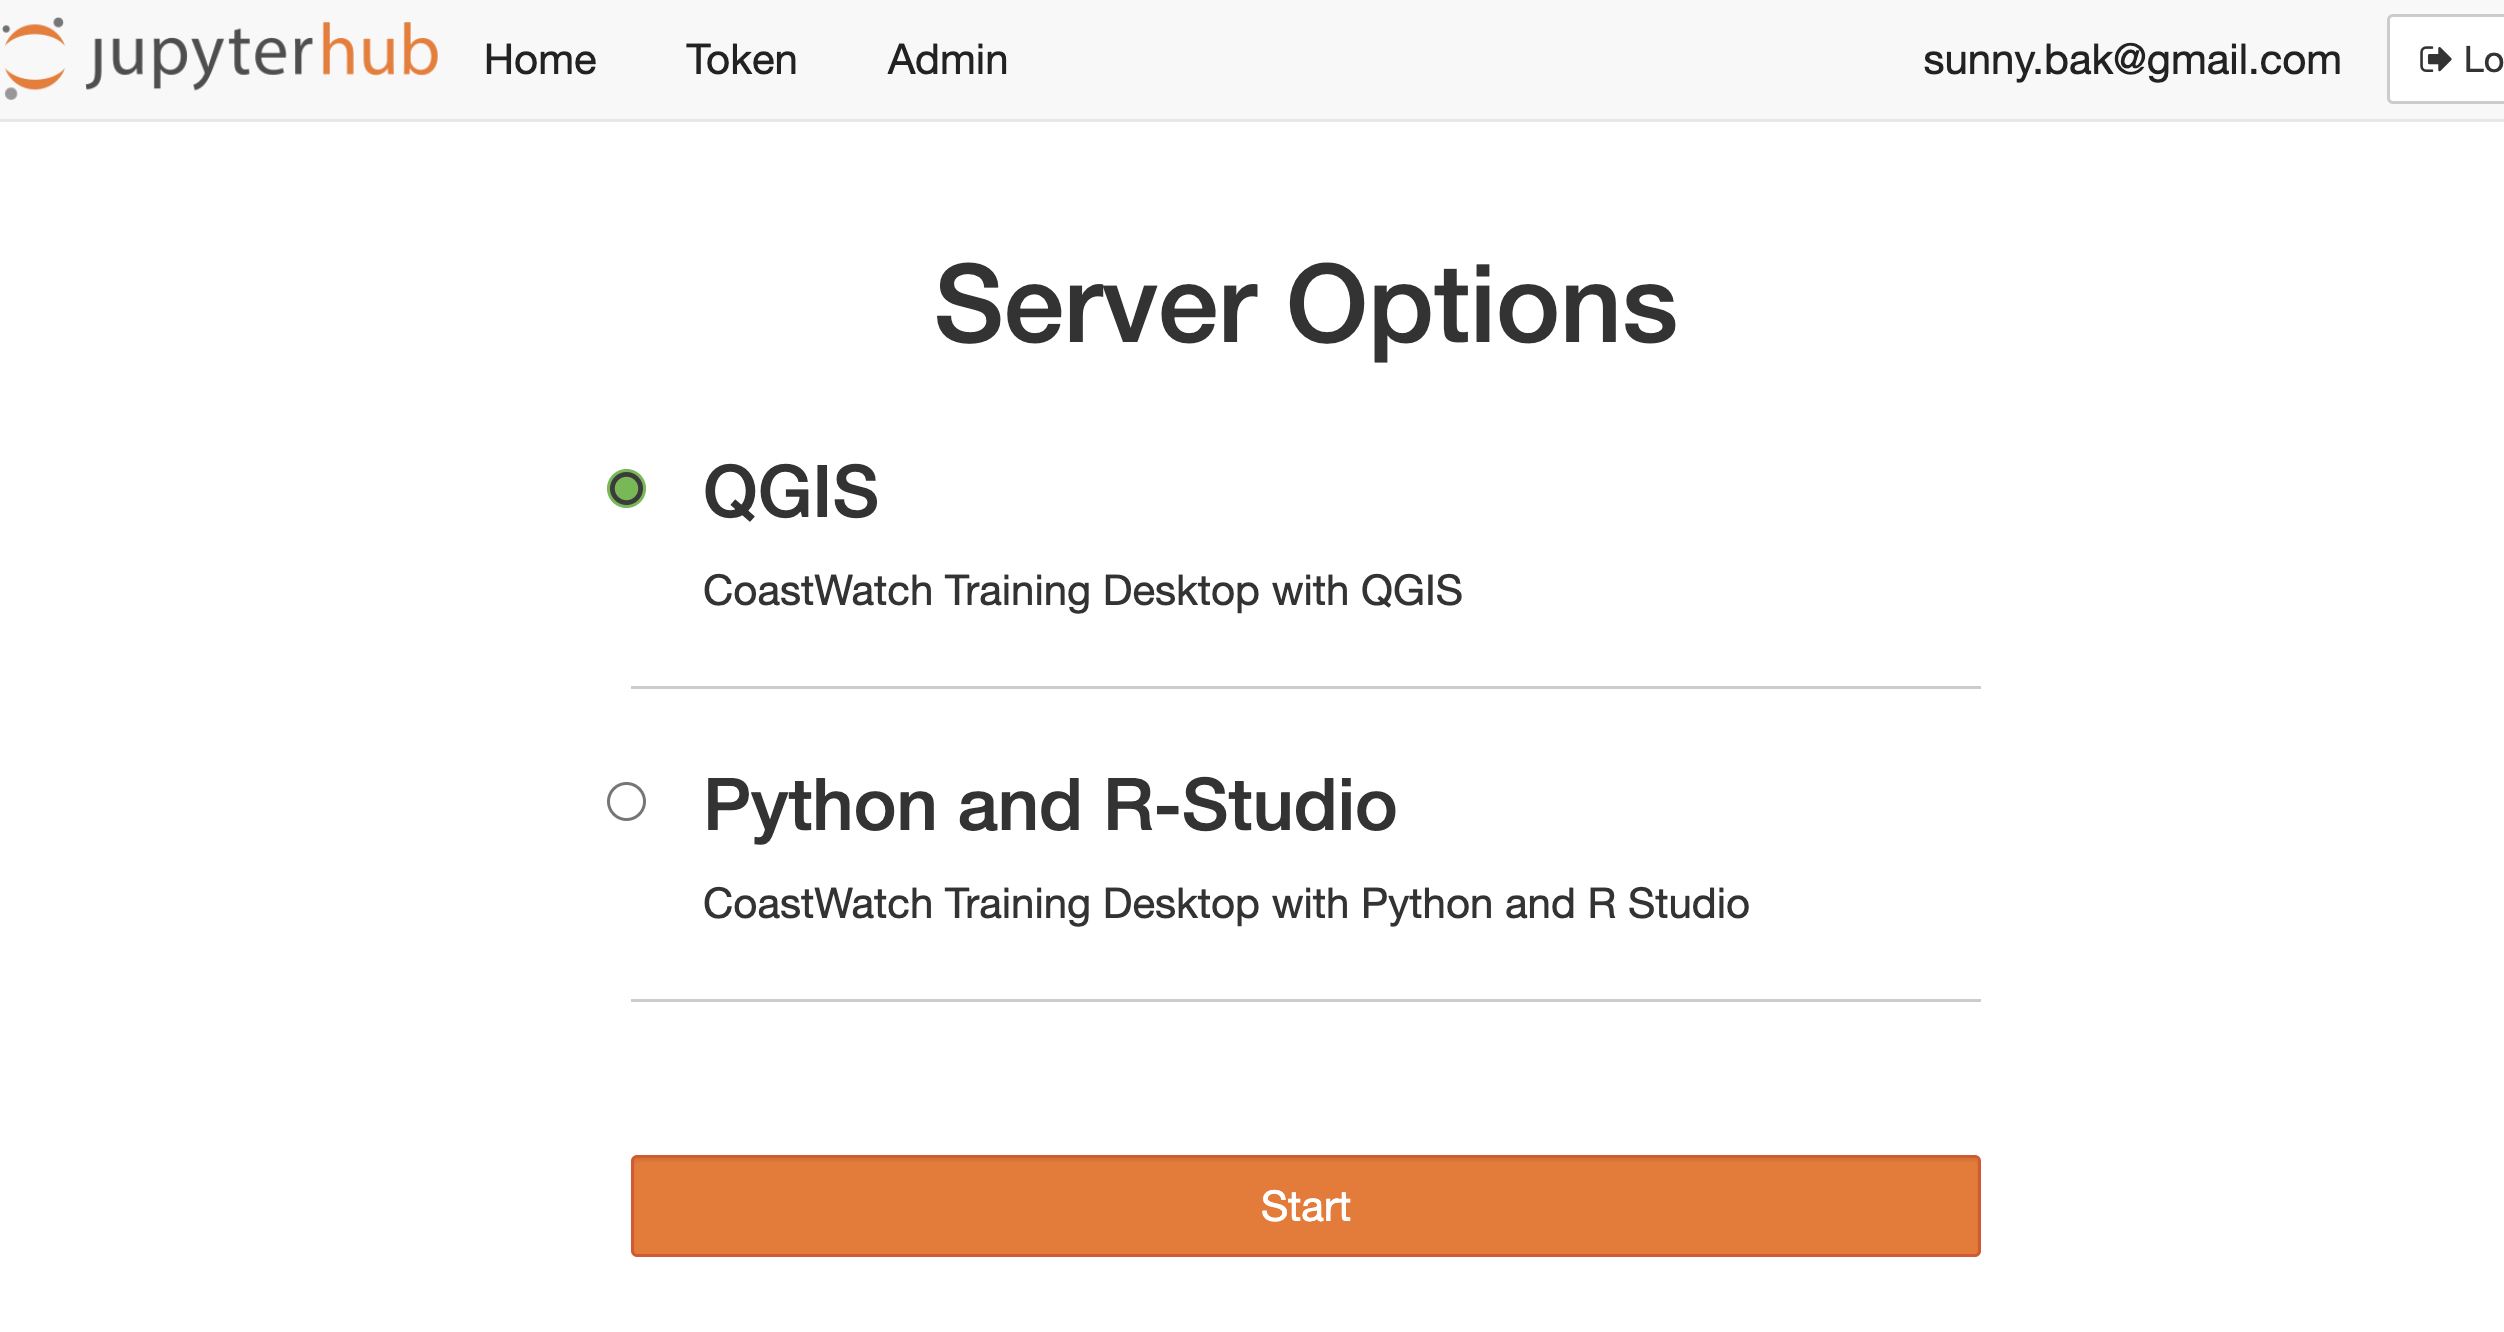 jupyterhub Home Token Admin sunny.bak@gmail.com Lo
Server Options
QGIS
CoastWatch Training Desktop with QGIS
Python and R-Studio
CoastWatch Training Desktop with Python and R Studio
Start